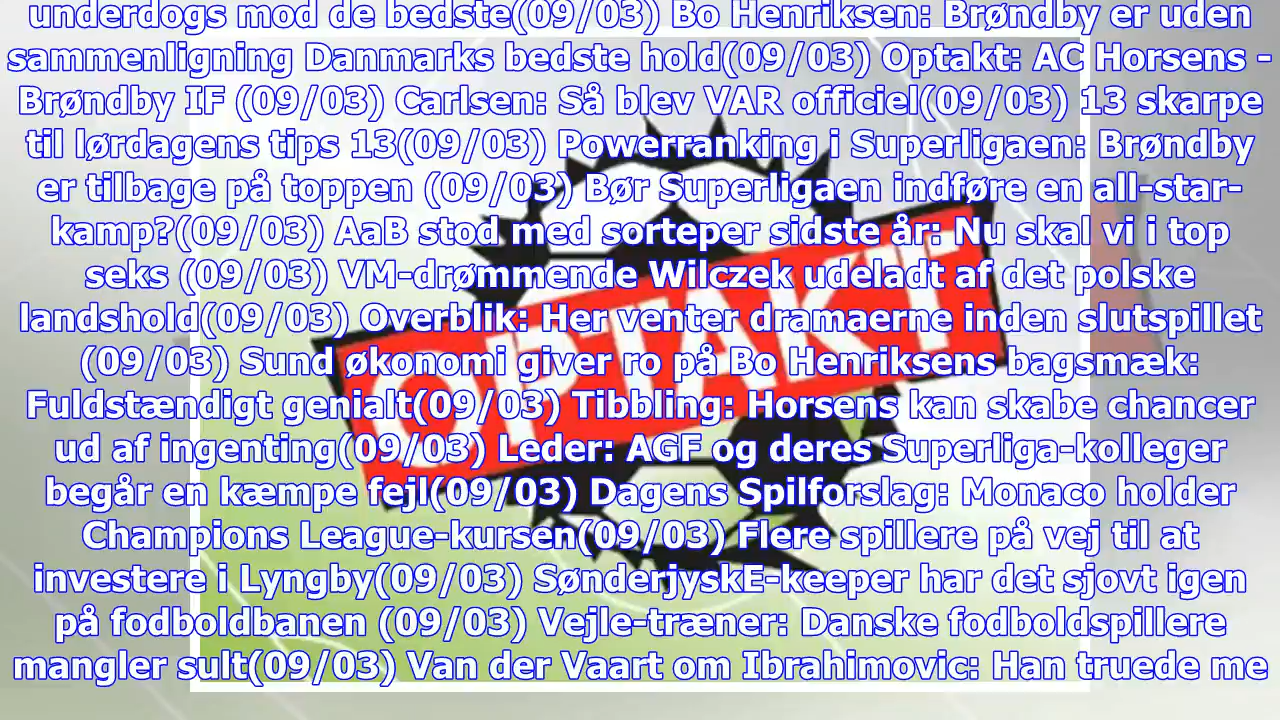 underdogs mod de bedste(09/03) Bo Henriksen: Brøndby er uden
sammenligning Danmarks bedste hold(09/03) Optakt: AC Horsens -
Brøndby IF (09/03) Carlsen: Så blev VAR officiel(09/03) 13 skarpe
til lørdagens tips 13(09/03) Powerranking i Superligaen: Brøndby
er tilbage på toppen (09/03) Bør Superligaen indføre en all-star-
kamp?(09/03) AaB stod med sorteper sidste år: Nu skal vi i top
seks (09/03) VM-drømmende Wilczek udeladt af det polske
landshold(09/03) Overblik: Her venter dramaerne inden slutspillet
(09/03) Sund økonomi giver ro på Bo Henriksens bagsmæk:
Fuldstændigt genialt(09/03) Tibbling: Horsens kan skabe chancer
ud af ingenting(09/03) Leder: AGF og deres Superliga-kolleger
begår en kæmpe fejl(09/03) Dagens Spilforslag: Monaco holder
Champions League-kursen(09/03) Flere spillere på vej til at
investere i Lyngby(09/03) SønderjyskE-keeper har det sjovt igen
på fodboldbanen (09/03) Vejle-træner: Danske fodboldspillere
mangler sult(09/03) Van der Vaart om Ibrahimovic: Han truede me
OPTAKT